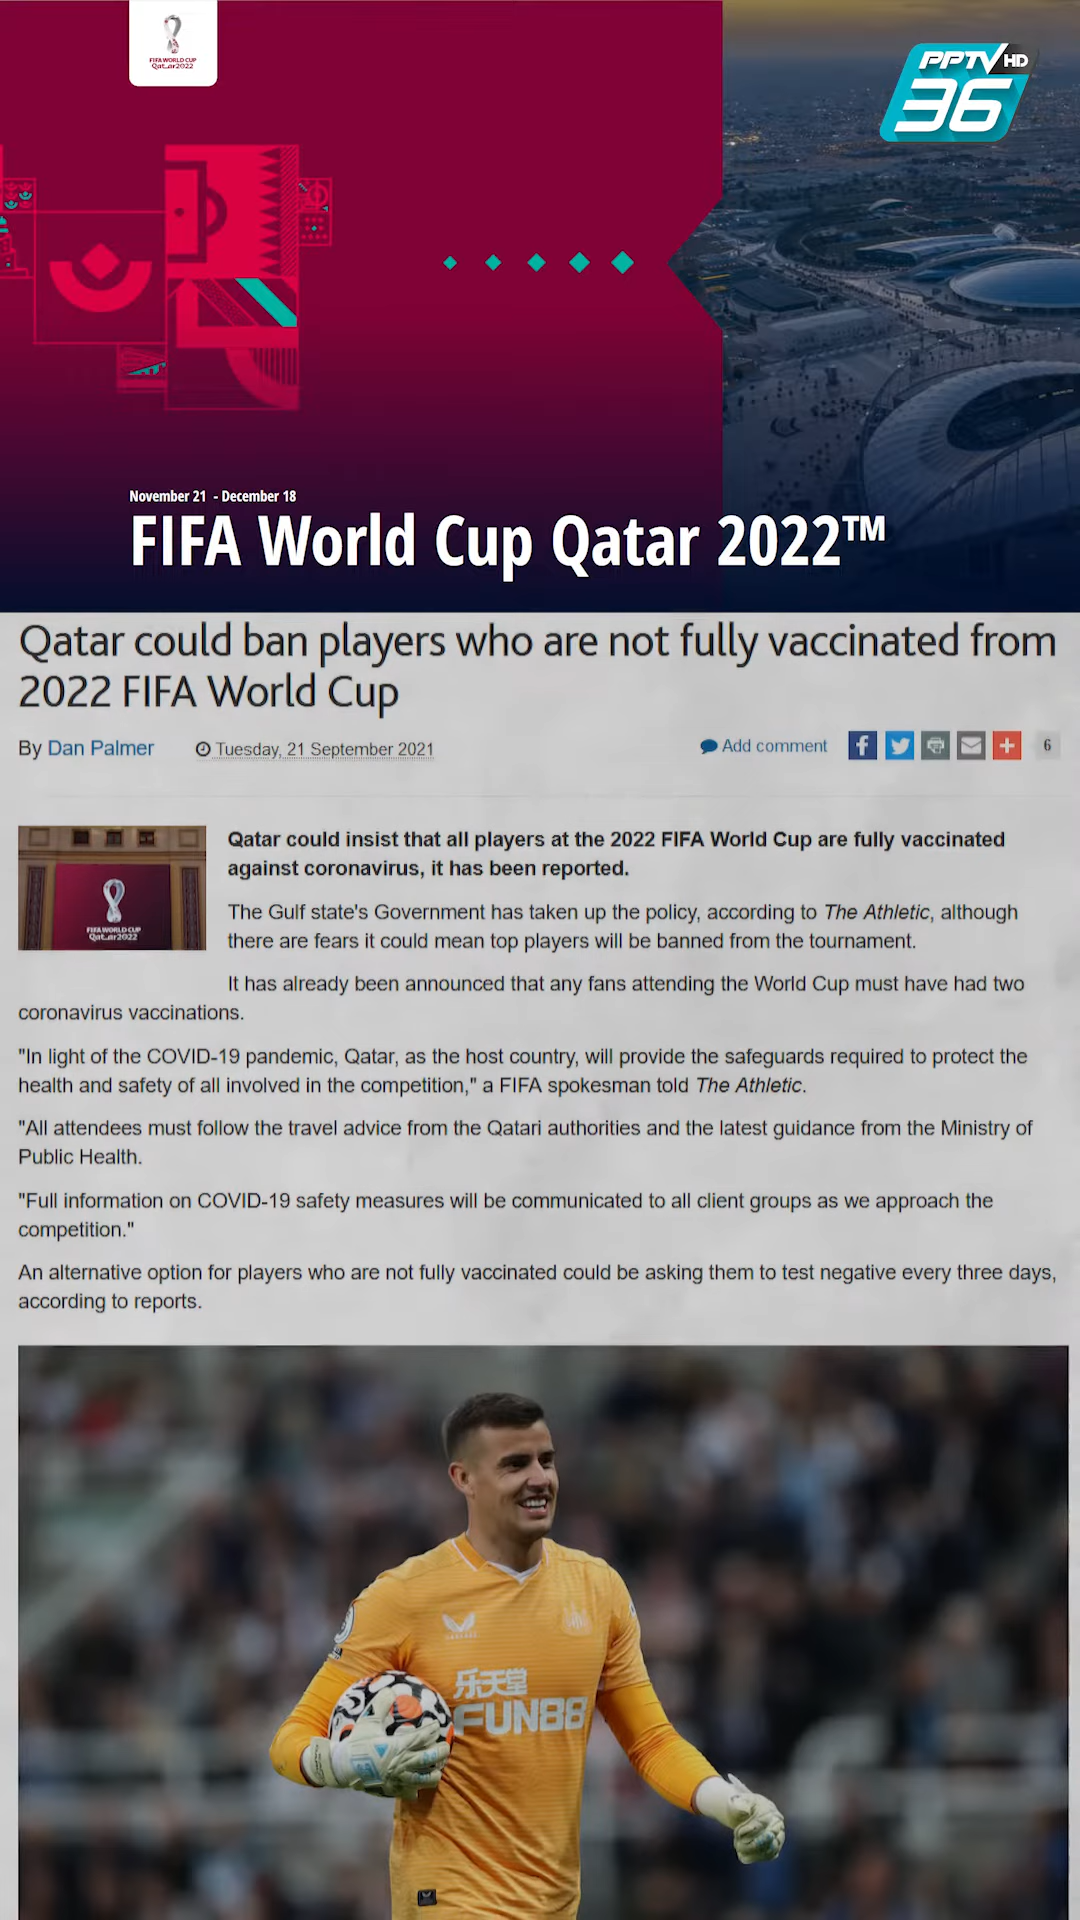 FIFA WORLD CUP
Qat_ar2022
PPTV HD
36
November 21 - December 18
FIFA World Cup Qatar 2022™
Qatar could ban players who are not fully vaccinated from
2022 FIFA World Cup
By Dan Palmer
Tuesday, 21 September 2021
Add comment
6
FIFA WORLD CUP
Qat_ar2022
Qatar could insist that all players at the 2022 FIFA World Cup are fully vaccinated
against coronavirus, it has been reported.
The Gulf state's Government has taken up the policy, according to The Athletic, although
there are fears it could mean top players will be banned from the tournament.
It has already been announced that any fans attending the World Cup must have had two
coronavirus vaccinations.
"In light of the COVID-19 pandemic, Qatar, as the host country, will provide the safeguards required to protect the
health and safety of all involved in the competition," a FIFA spokesman told The Athletic.
"All attendees must follow the travel advice from the Qatari authorities and the latest guidance from the Ministry of
Public Health.
"Full information on COVID-19 safety measures will be communicated to all client groups as we approach the
competition."
An alternative option for players who are not fully vaccinated could be asking them to test negative every three days,
according to reports.
乐天堂
FUN88